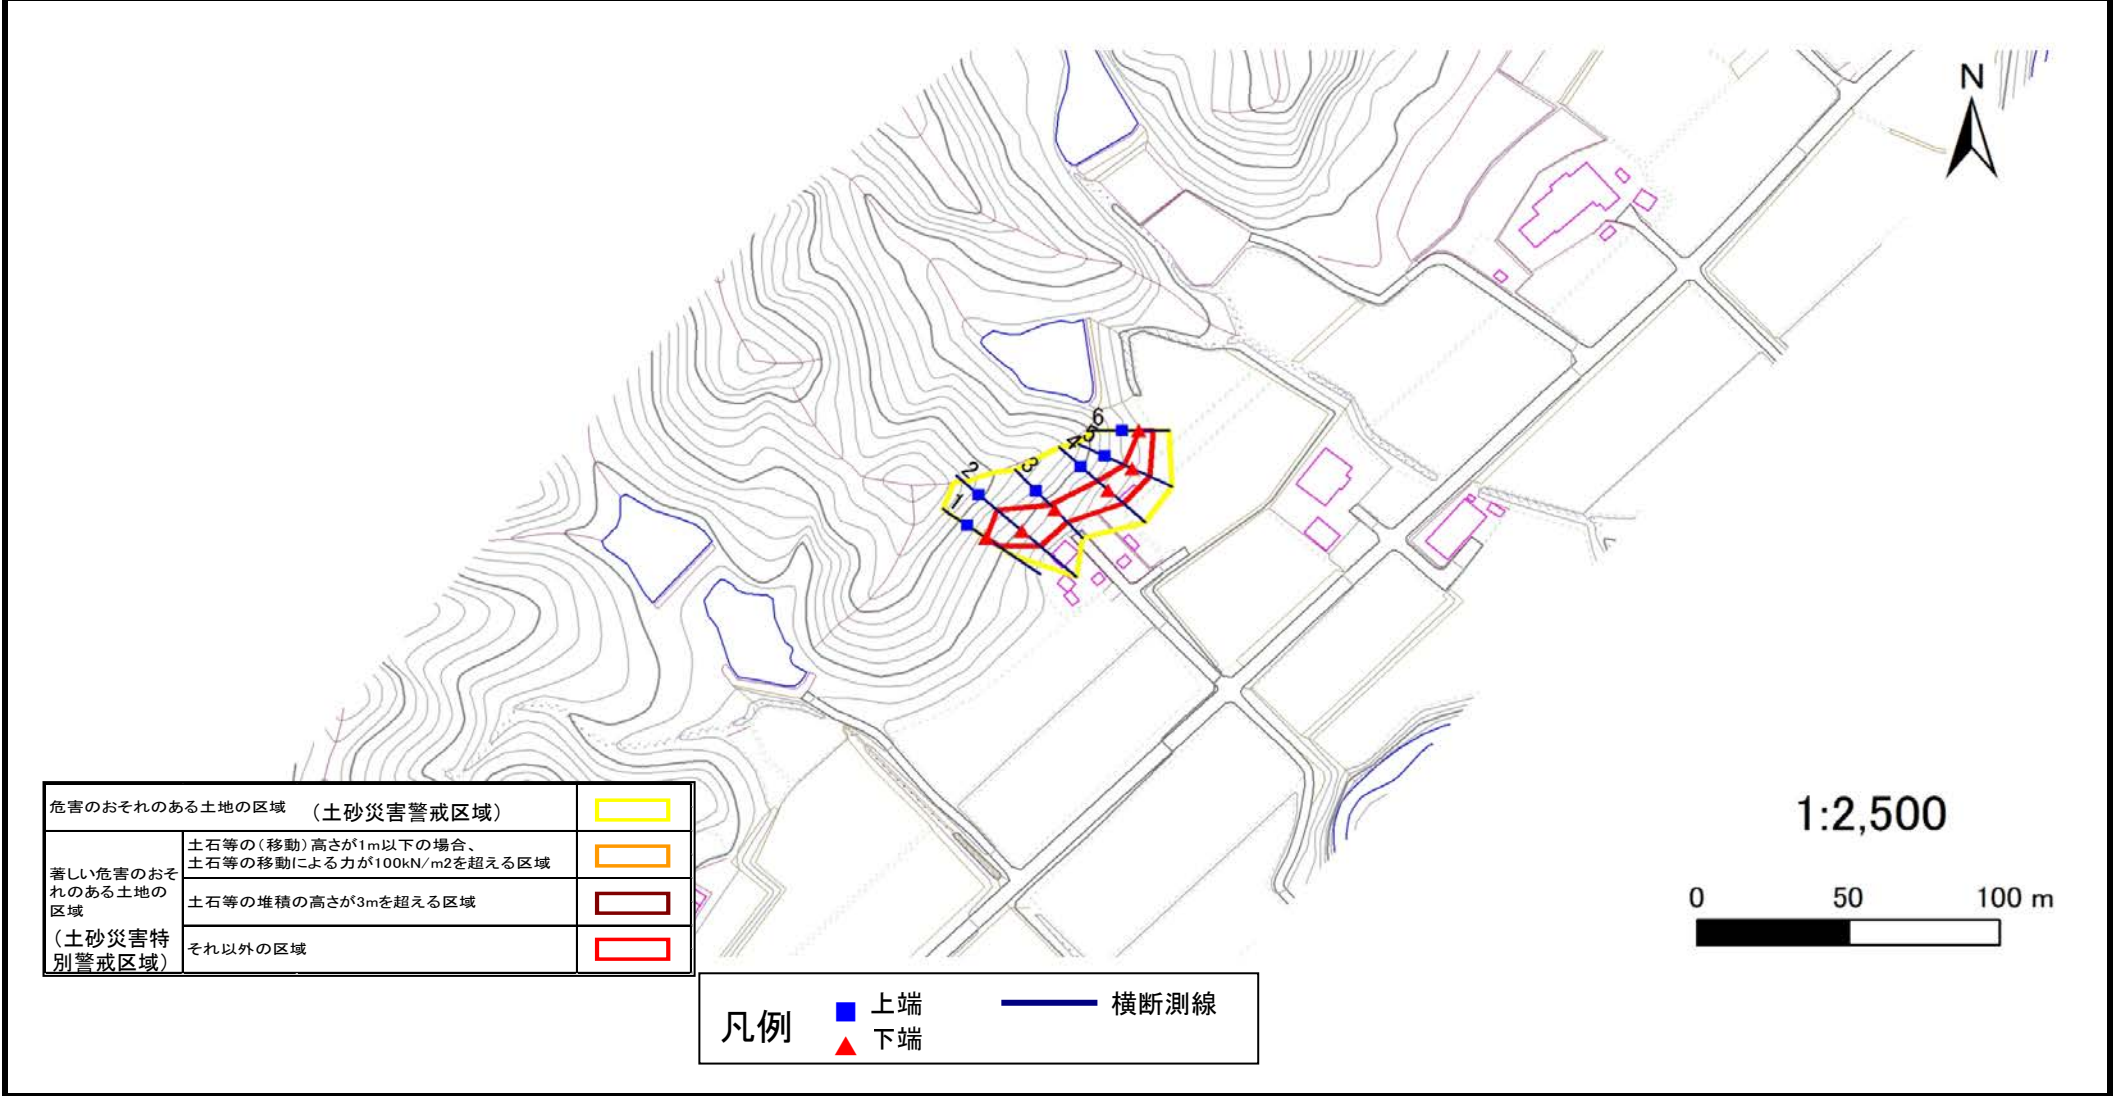 N
6
5
4
3
2
1
1:2,500
0 50 100 m
危害のおそれのある土地の区域 (土砂災害警戒区域)
著しい危害のおそ
れのある土地の
区域
(土砂災害特
別警戒区域)
土石等の(移動)高さが1m以下の場合、
土石等の移動による力が100kN/m2を超える区域
土石等の堆積の高さが3mを超える区域
それ以外の区域
凡例
上端
下端
横断測線